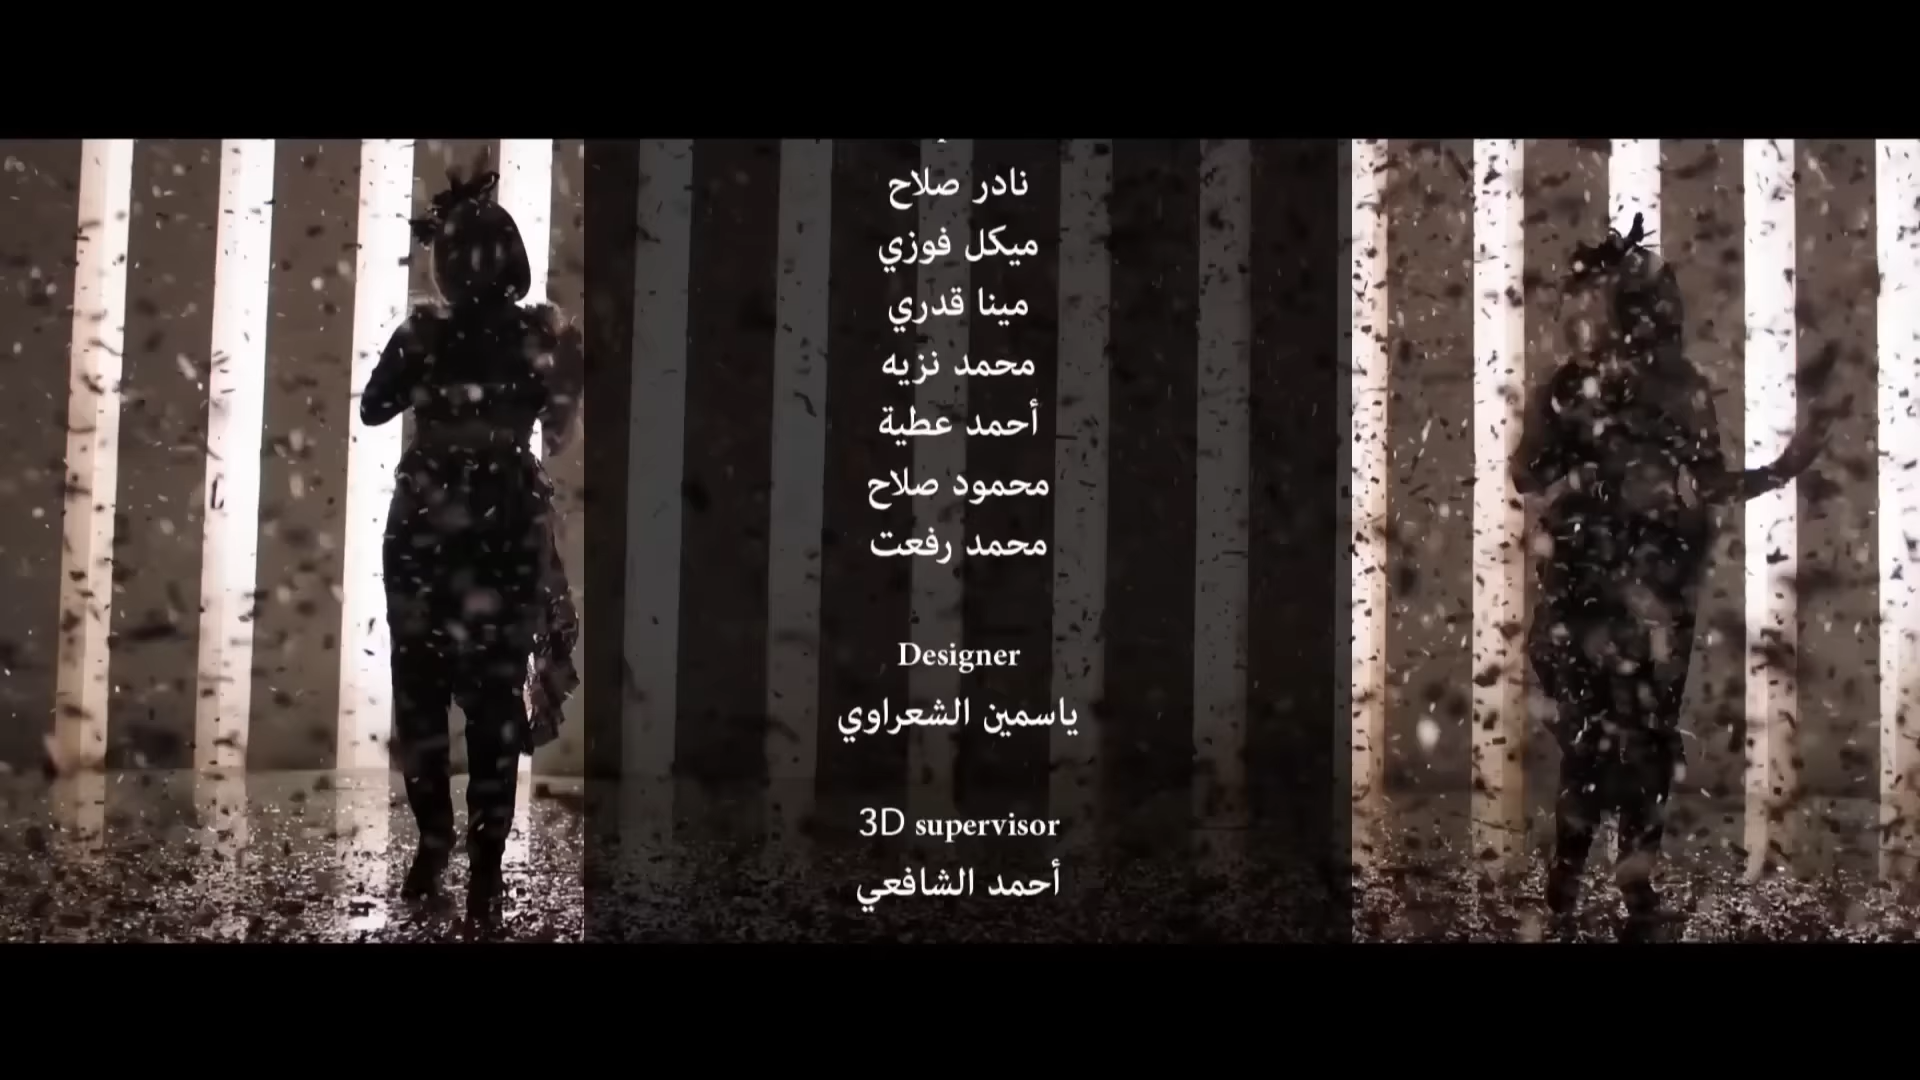 نادر صلاح
ميكل فوزي
مينا قدري
محمد نزيه
أحمد عطية
محمود صلاح
محمد رفعت
Designer
ياسمين الشعراوي
3D supervisor
أحمد الشافعي